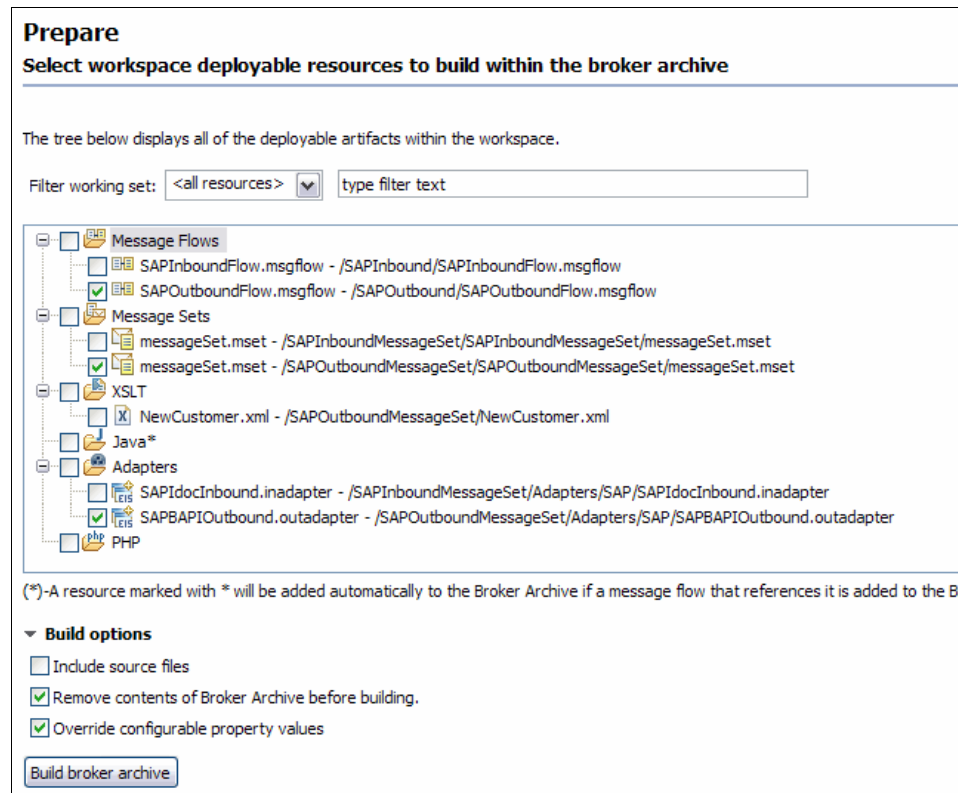 Prepare
Select workspace deployable resources to build within the broker archive
The tree below displays all of the deployable artifacts within the workspace.
Filter working set: <all resources> type filter text
Message Flows
SAPInboundFlow.msgflow - /SAPInbound/SAPInboundFlow.msgflow
SAPOutboundFlow.msgflow - /SAPOutbound/SAPOutboundFlow.msgflow
Message Sets
messageSet.mset - /SAPInboundMessageSet/SAPInboundMessageSet/messageSet.mset
messageSet.mset - /SAPOutboundMessageSet/SAPOutboundMessageSet/messageSet.mset
XSLT
NewCustomer.xml - /SAPOutboundMessageSet/NewCustomer.xml
Java*
Adapters
SAPIdocInbound.inadapter - /SAPInboundMessageSet/Adapters/SAP/SAPIdocInbound.inadapter
SAPBAPIOutbound.outadapter - /SAPOutboundMessageSet/Adapters/SAP/SAPBAPIOutbound.outadapter
PHP
(*)-A resource marked with * will be added automatically to the Broker Archive if a message flow that references it is added to the B
Build options
Include source files
Remove contents of Broker Archive before building.
Override configurable property values
Build broker archive